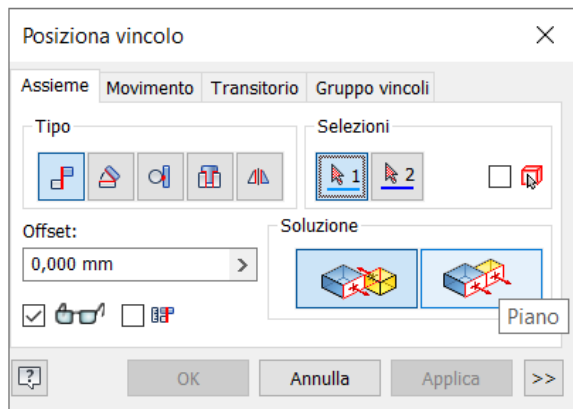 Posiziona vincolo
Assieme Movimento Transitorio Gruppo vincoli
Tipo Selezioni
1 2
Offset: Soluzione
0,000 mm >
Piano
? OK Annulla Applica >>